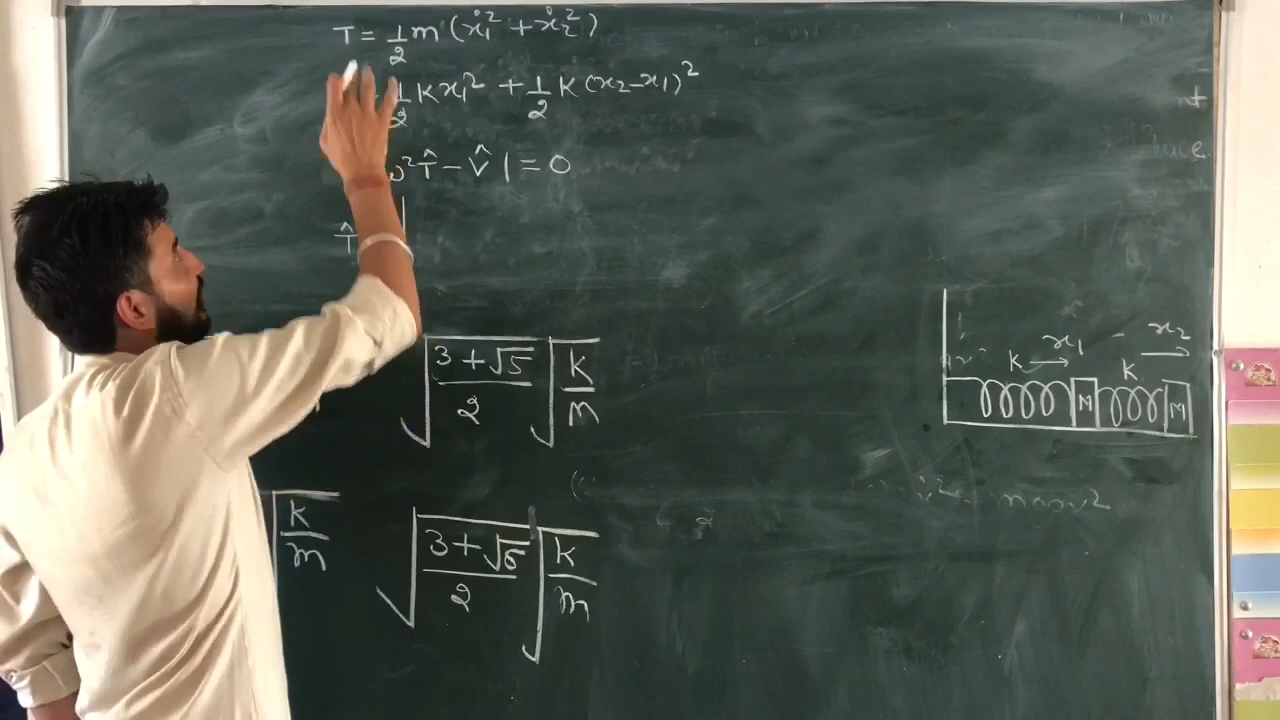 T = 1/2 m (ẋ₁² + ẋ₂²)
1/2 K x₁² + 1/2 K (x₂ - x₁)²
ω² T̂ - V̂ | = 0
T̂
√((3 + √5)/2) √(K/m)
√(K/m)
√((3 + √5)/2) √(K/m)
K x₁ K x₂
M M